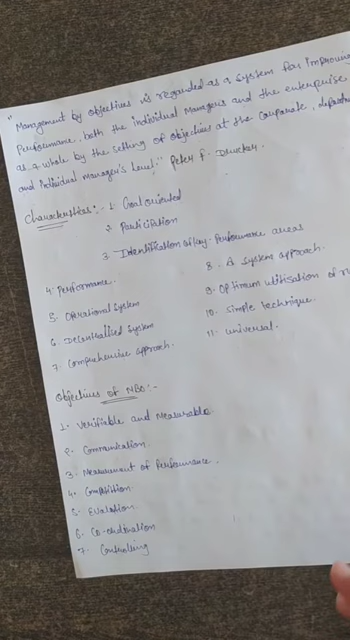 "Management by objectives is regarded as a system for improving
Performance, both the individual Managers and the enterprise
as a whole by the setting of objectives at the corporate, department
and individual Manager's level." Peter F. Drucker.
Characteristics:- 1. Goal oriented
2. Participation
3. Identification of key Performance areas
4. Performance.
5. Operational System
6. Decentralised System
7. Comprehensive approach.
8. A System approach.
9. Optimum utilisation of
10. Simple technique.
11. universal.
Objectives of MBO:-
1. Verifiable and Measurable.
2. Communication.
3. Measurement of Performance.
4. Competition.
5. Evaluation.
6. Co-ordination
7. Controlling